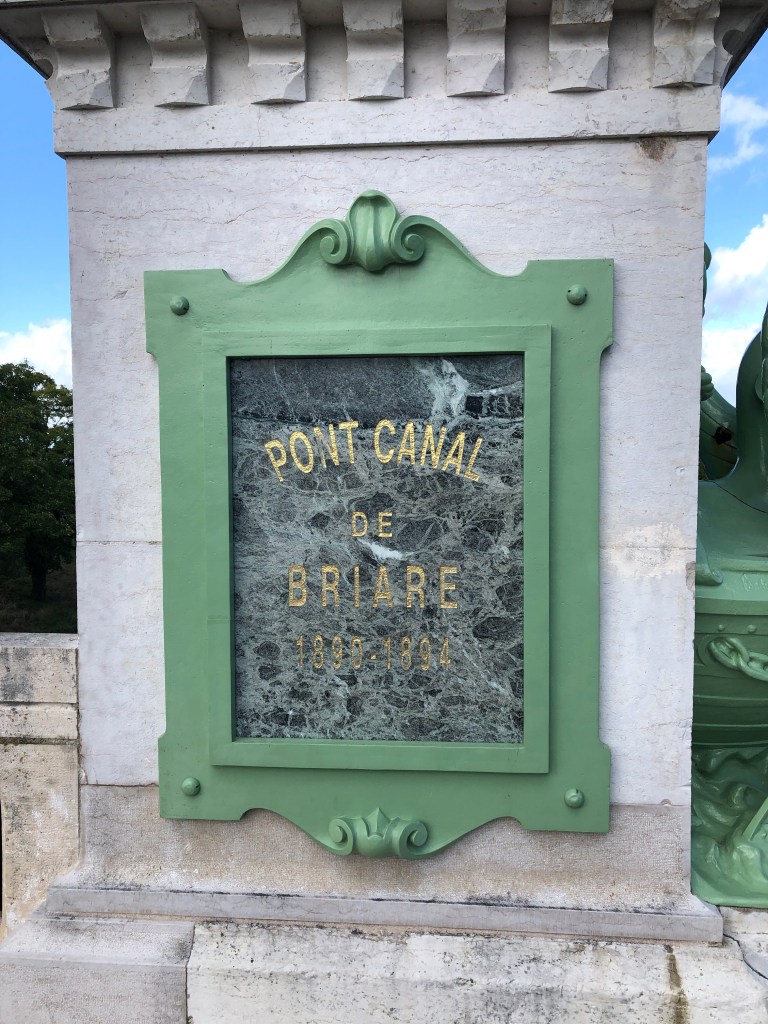 PONT CANAL
DE
BRIARE
1890-1894